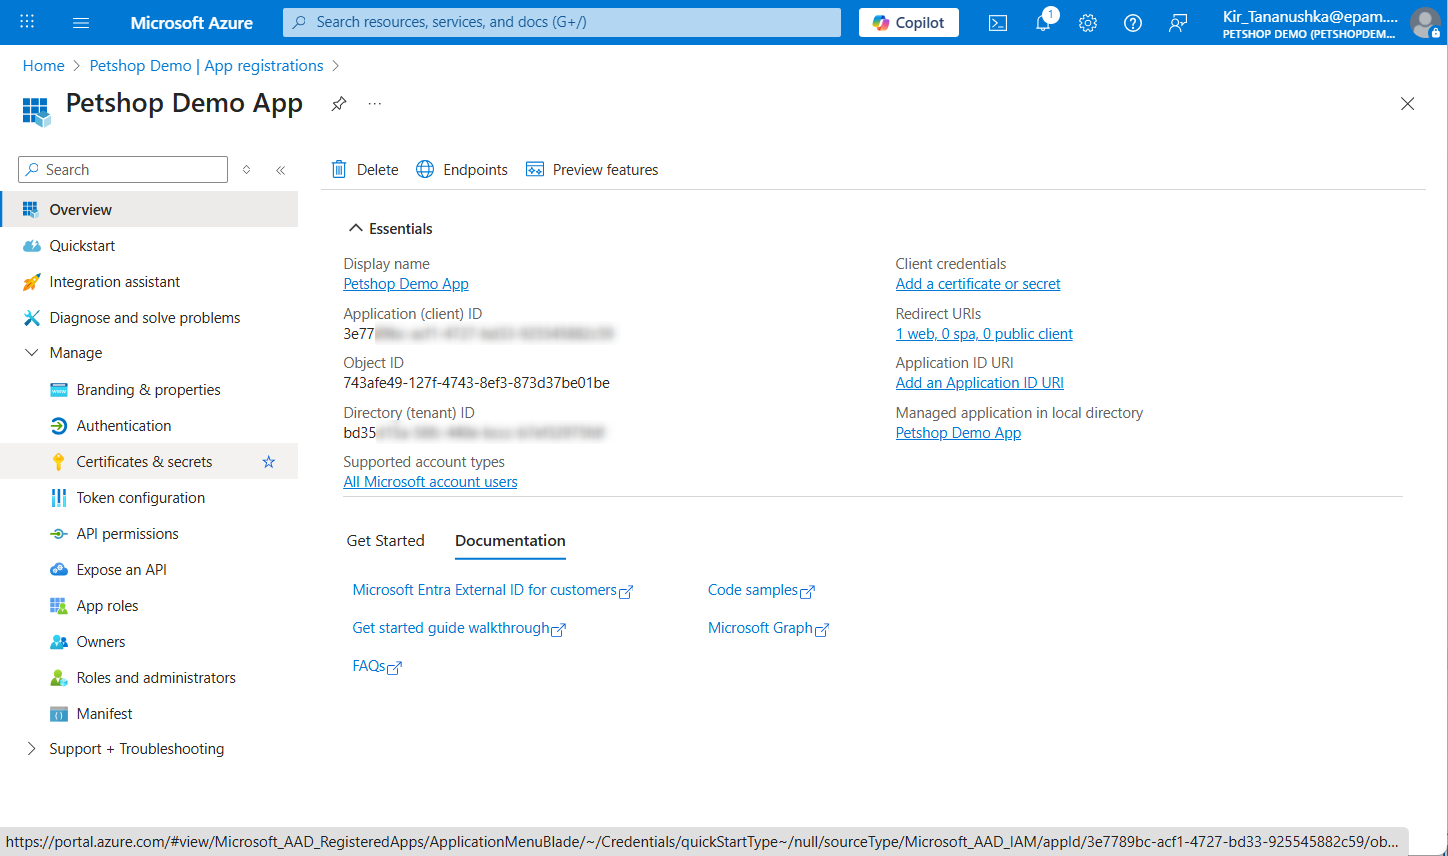 Microsoft Azure
Search resources, services, and docs (G+/)
Copilot
1
Kir_Tananushka@epam....
PETSHOP DEMO (PETSHOPDEM...
Home > Petshop Demo | App registrations >
Petshop Demo App
...
Search
Overview
Quickstart
Integration assistant
Diagnose and solve problems
Manage
Branding & properties
Authentication
Certificates & secrets
Token configuration
API permissions
Expose an API
App roles
Owners
Roles and administrators
Manifest
Support + Troubleshooting
Delete
Endpoints
Preview features
Essentials
Display name
Petshop Demo App
Application (client) ID
3e77
Object ID
743afe49-127f-4743-8ef3-873d37be01be
Directory (tenant) ID
bd35
Supported account types
All Microsoft account users
Client credentials
Add a certificate or secret
Redirect URIs
1 web, 0 spa, 0 public client
Application ID URI
Add an Application ID URI
Managed application in local directory
Petshop Demo App
Get Started
Documentation
Microsoft Entra External ID for customers
Code samples
Get started guide walkthrough
Microsoft Graph
FAQs
https://portal.azure.com/#view/Microsoft_AAD_RegisteredApps/ApplicationMenuBlade/~/Credentials/quickStartType~/null/sourceType/Microsoft_AAD_IAM/appId/3e7789bc-acf1-4727-bd33-925545882c59/ob...